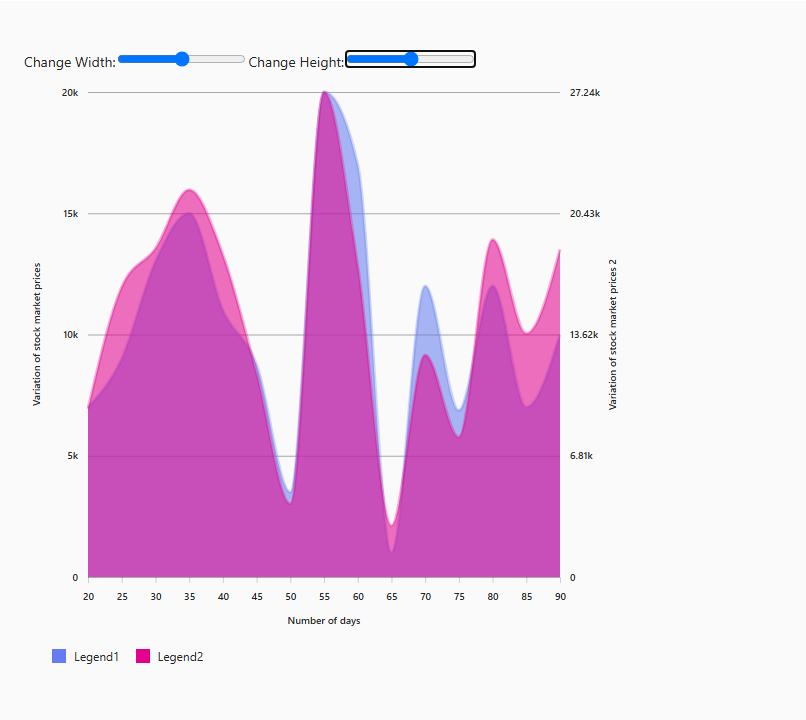 Change Width: Change Height:
20k 27.24k
15k 20.43k
Variation of stock market prices
Variation of stock market prices 2
10k 13.62k
5k 6.81k
0 0
20 25 30 35 40 45 50 55 60 65 70 75 80 85 90
Number of days
Legend1 Legend2